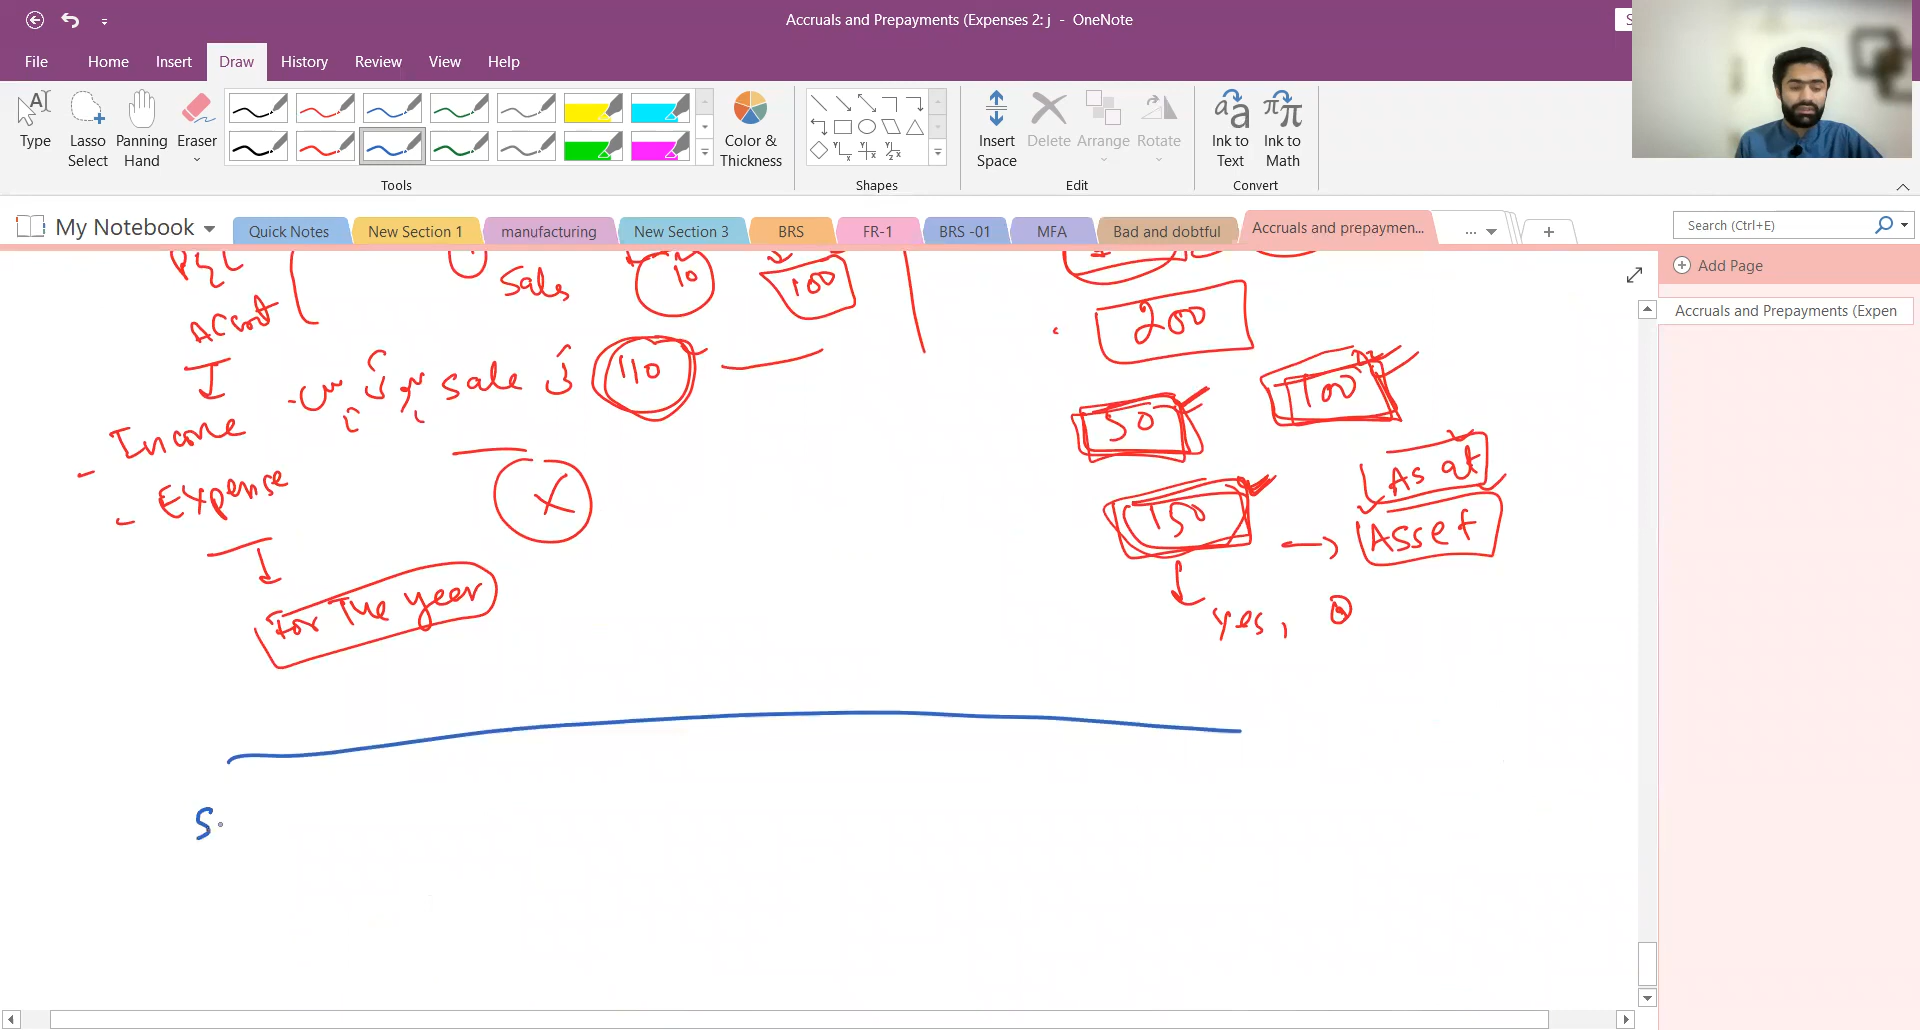 Accruals and Prepayments (Expenses 2: j - OneNote
File Home Insert Draw History Review View Help
Type
Lasso Select
Panning Hand
Eraser
Color & Thickness
Insert Space
Delete
Arrange
Rotate
Ink to Text
Ink to Math
Tools
Shapes
Edit
Convert
My Notebook
Quick Notes
New Section 1
manufacturing
New Section 3
BRS
FR-1
BRS -01
MFA
Bad and dobtful
Accruals and prepaymen...
...
Search (Ctrl+E)
Add Page
Accruals and Prepayments (Expen
P&L
Sales
10
100
sale
110
- Income
- Expense
X
For The year
200
100
50
150
As at
Asset
yes,
S